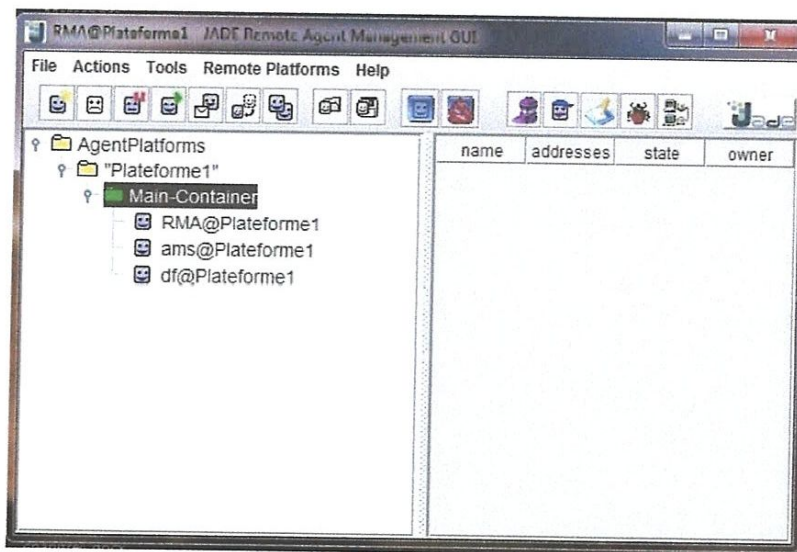 RMA@Plateforme1 JADE Remote Agent Management GUI
File Actions Tools Remote Platforms Help
Jade
AgentPlatforms
"Plateforme1"
Main-Container
RMA@Plateforme1
ams@Plateforme1
df@Plateforme1
name addresses state owner